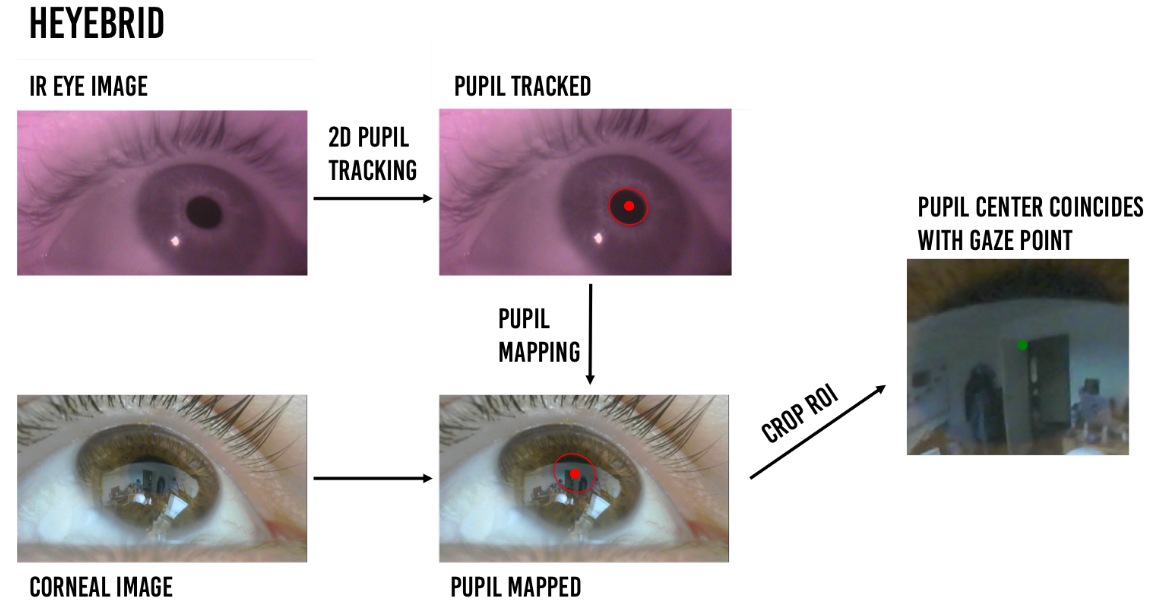 HEYEBRID
IR EYE IMAGE
PUPIL TRACKED
2D PUPIL
TRACKING
PUPIL CENTER COINCIDES
WITH GAZE POINT
PUPIL
MAPPING
CROP ROI
CORNEAL IMAGE
PUPIL MAPPED